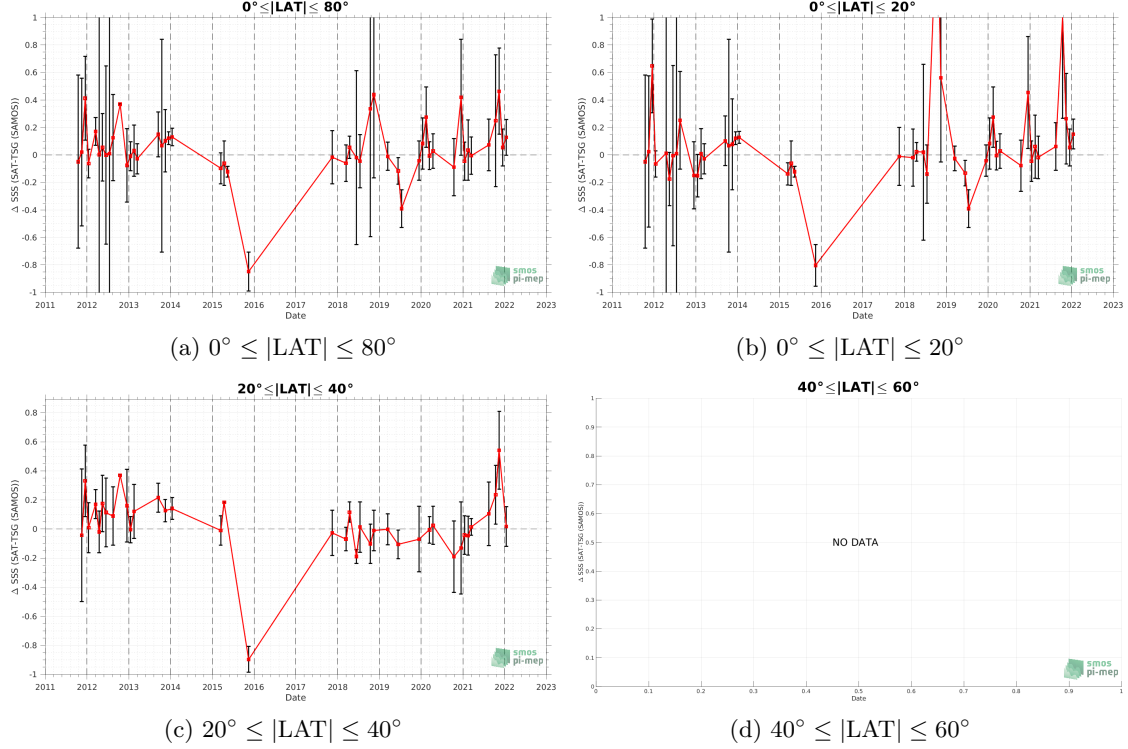 0°≤|LAT|≤ 80°
Δ SSS (SAT-TSG (SAMOS))
1
0.8
0.6
0.4
0.2
0
-0.2
-0.4
-0.6
-0.8
-1
2011 2012 2013 2014 2015 2016 2017 2018 2019 2020 2021 2022 2023
Date
smos
pi-mep
(a) 0° ≤ |LAT| ≤ 80°
0°≤|LAT|≤ 20°
Δ SSS (SAT-TSG (SAMOS))
1
0.8
0.6
0.4
0.2
0
-0.2
-0.4
-0.6
-0.8
-1
2011 2012 2013 2014 2015 2016 2017 2018 2019 2020 2021 2022 2023
Date
smos
pi-mep
(b) 0° ≤ |LAT| ≤ 20°
20°≤|LAT|≤ 40°
Δ SSS (SAT-TSG (SAMOS))
0.8
0.6
0.4
0.2
0
-0.2
-0.4
-0.6
-0.8
-1
2011 2012 2013 2014 2015 2016 2017 2018 2019 2020 2021 2022 2023
Date
smos
pi-mep
(c) 20° ≤ |LAT| ≤ 40°
40°≤|LAT|≤ 60°
Δ SSS (SAT-TSG (SAMOS))
1
0.9
0.8
0.7
0.6
0.5
0.4
0.3
0.2
0.1
0
NO DATA
0 0.1 0.2 0.3 0.4 0.5 0.6 0.7 0.8 0.9 1
Date
smos
pi-mep
(d) 40° ≤ |LAT| ≤ 60°